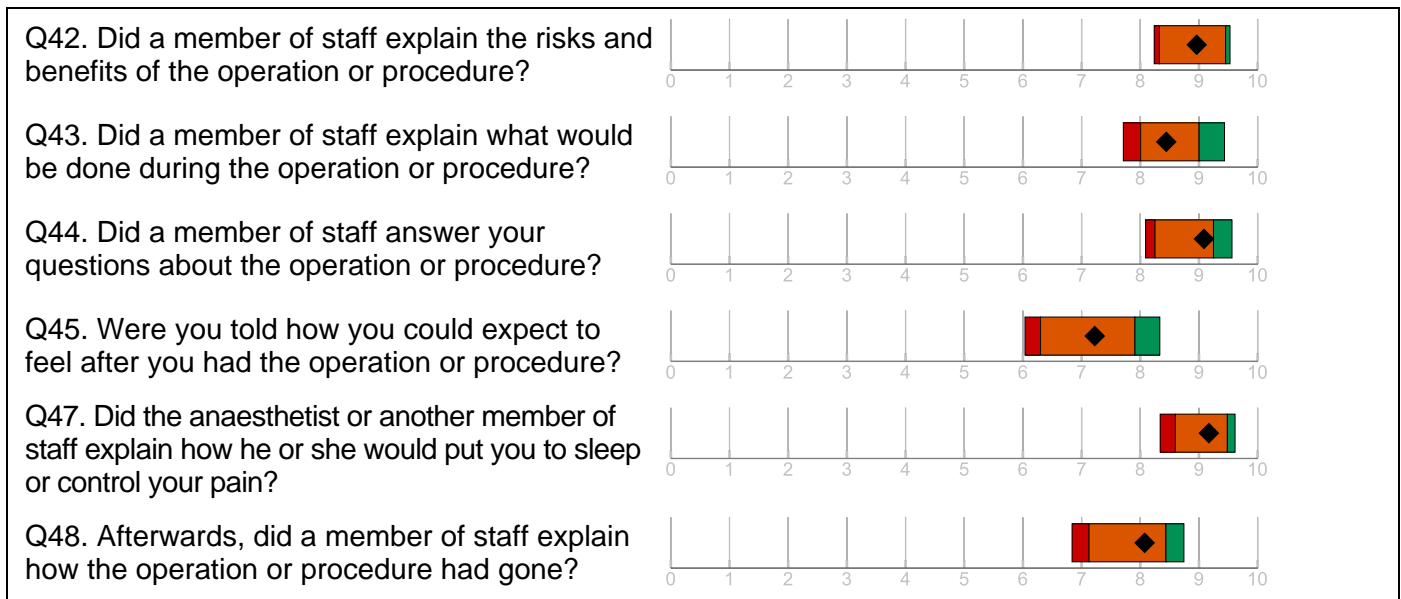 Q42. Did a member of staff explain the risks and
benefits of the operation or procedure?
0 1 2 3 4 5 6 7 8 9 10
Q43. Did a member of staff explain what would
be done during the operation or procedure?
0 1 2 3 4 5 6 7 8 9 10
Q44. Did a member of staff answer your
questions about the operation or procedure?
0 1 2 3 4 5 6 7 8 9 10
Q45. Were you told how you could expect to
feel after you had the operation or procedure?
0 1 2 3 4 5 6 7 8 9 10
Q47. Did the anaesthetist or another member of
staff explain how he or she would put you to sleep
or control your pain?
0 1 2 3 4 5 6 7 8 9 10
Q48. Afterwards, did a member of staff explain
how the operation or procedure had gone?
0 1 2 3 4 5 6 7 8 9 10